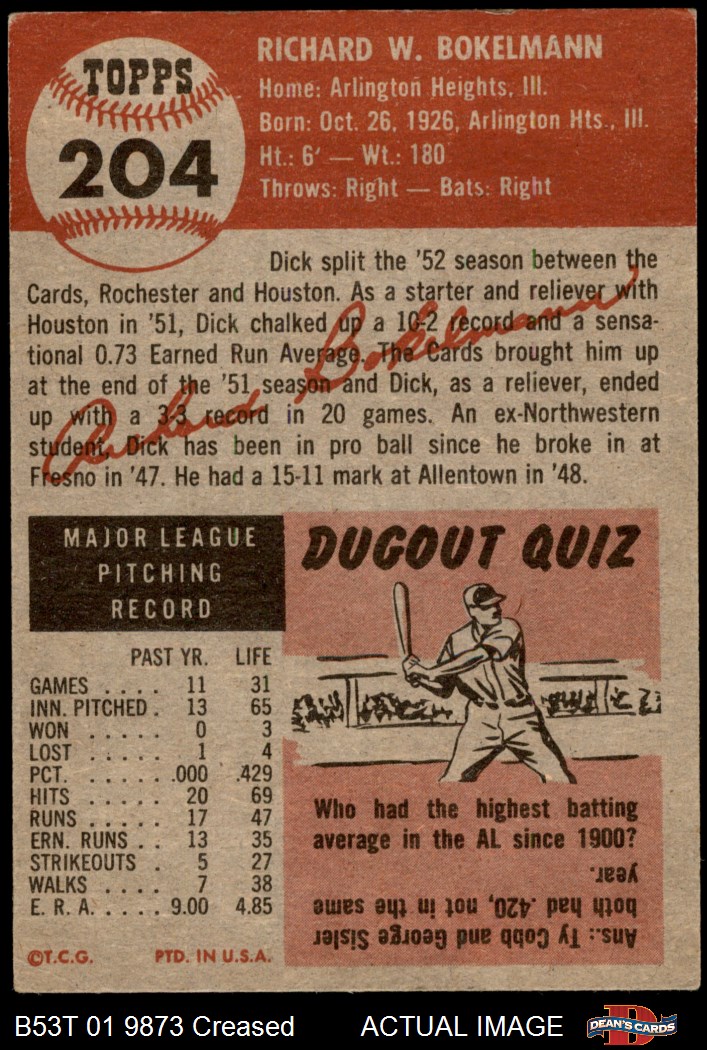 TOPPS
204
RICHARD W. BOKELMANN
Home: Arlington Heights, Ill.
Born: Oct. 26, 1926, Arlington Hts., Ill.
Ht.: 6' — Wt.: 180
Throws: Right — Bats: Right
Dick split the '52 season between the
Cards, Rochester and Houston. As a starter and reliever with
Houston in '51, Dick chalked up a 10-2 record and a sensa-
tional 0.73 Earned Run Average. The Cards brought him up
at the end of the '51 season and Dick, as a reliever, ended
up with a 3-3 record in 20 games. An ex-Northwestern
student, Dick has been in pro ball since he broke in at
Fresno in '47. He had a 15-11 mark at Allentown in '48.
Richard Bokelmann
MAJOR LEAGUE
PITCHING
RECORD
PAST YR. LIFE
GAMES .... 11 31
INN. PITCHED . 13 65
WON ..... 0 3
LOST ..... 1 4
PCT. ..... .000 .429
HITS ..... 20 69
RUNS ..... 17 47
ERN. RUNS .. 13 35
STRIKEOUTS . 5 27
WALKS .... 7 38
E. R. A. .... 9.00 4.85
©T.C.G. PTD. IN U.S.A.
DUGOUT QUIZ
Who had the highest batting
average in the AL since 1900?
Ans.: Ty Cobb and George Sisler
both had .420, not in the same
year.
B53T 01 9873 Creased ACTUAL IMAGE
D
DEAN'S CARDS